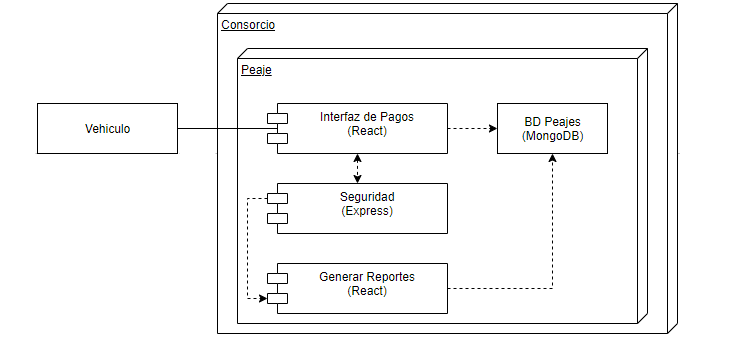 Consorcio
Peaje
Vehiculo
Interfaz de Pagos
(React)
BD Peajes
(MongoDB)
Seguridad
(Express)
Generar Reportes
(React)